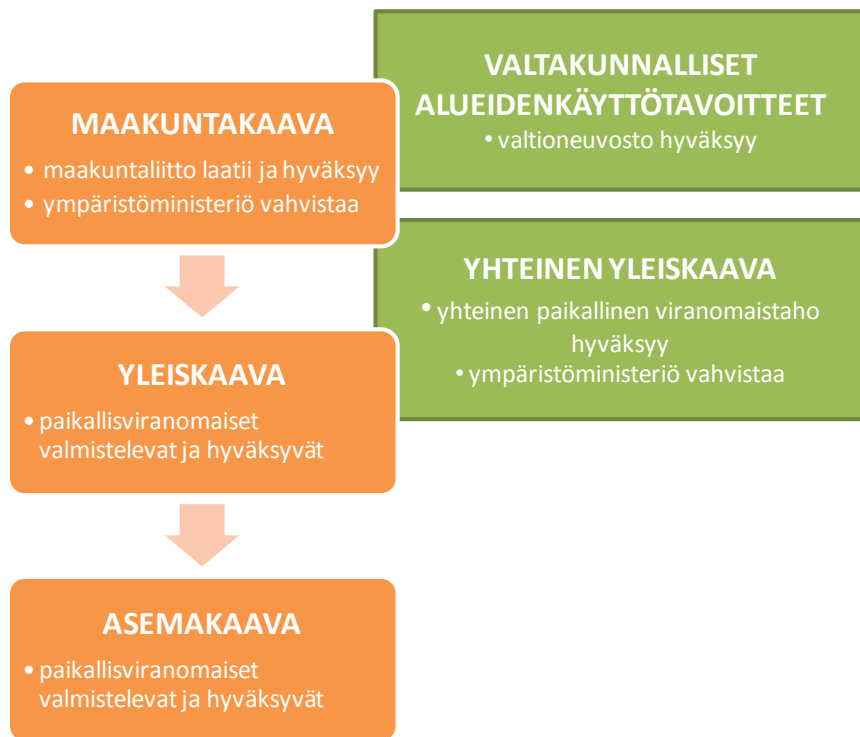 VALTAKUNNALLISET
ALUEIDENKÄYTTÖTAVOITTEET
• valtioneuvosto hyväksyy
MAAKUNTAKAAVA
• maakuntaliitto laatii ja hyväksyy
• ympäristöministeriö vahvistaa
YHTEINEN YLEISKAAVA
• yhteinen paikallinen viranomaistaho
hyväksyy
• ympäristöministeriö vahvistaa
YLEISKAAVA
• paikallisviranomaiset
valmistelevat ja hyväksyvät
ASEMAKAAVA
• paikallisviranomaiset
valmistelevat ja hyväksyvät